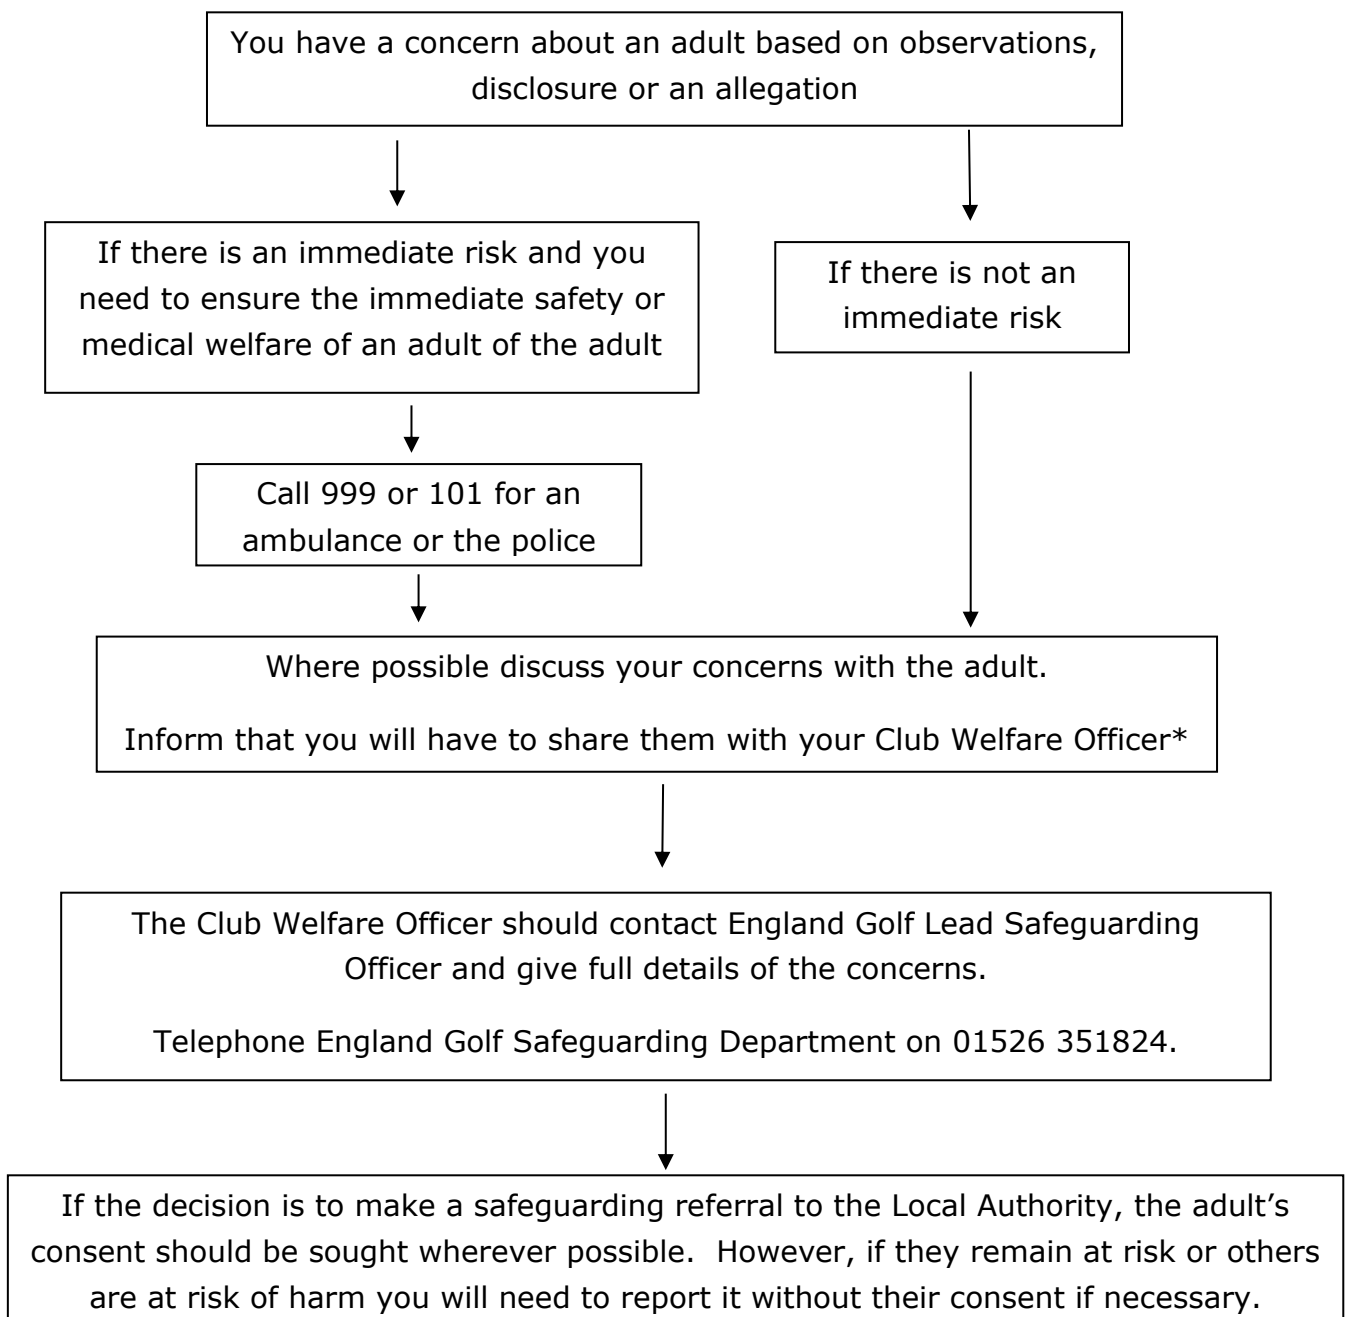 You have a concern about an adult based on observations,
disclosure or an allegation
If there is an immediate risk and you
need to ensure the immediate safety or
medical welfare of an adult of the adult
If there is not an
immediate risk
Call 999 or 101 for an
ambulance or the police
Where possible discuss your concerns with the adult.
Inform that you will have to share them with your Club Welfare Officer*
The Club Welfare Officer should contact England Golf Lead Safeguarding
Officer and give full details of the concerns.
Telephone England Golf Safeguarding Department on 01526 351824.
If the decision is to make a safeguarding referral to the Local Authority, the adult’s
consent should be sought wherever possible.  However, if they remain at risk or others
are at risk of harm you will need to report it without their consent if necessary.